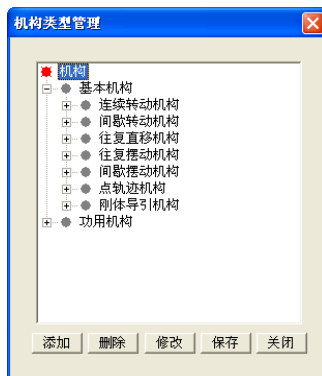 机构类型管理
机构
基本机构
连续转动机构
间歇转动机构
往复直移机构
往复摆动机构
间歇摆动机构
点轨迹机构
刚体导引机构
功用机构
添加 删除 修改 保存 关闭